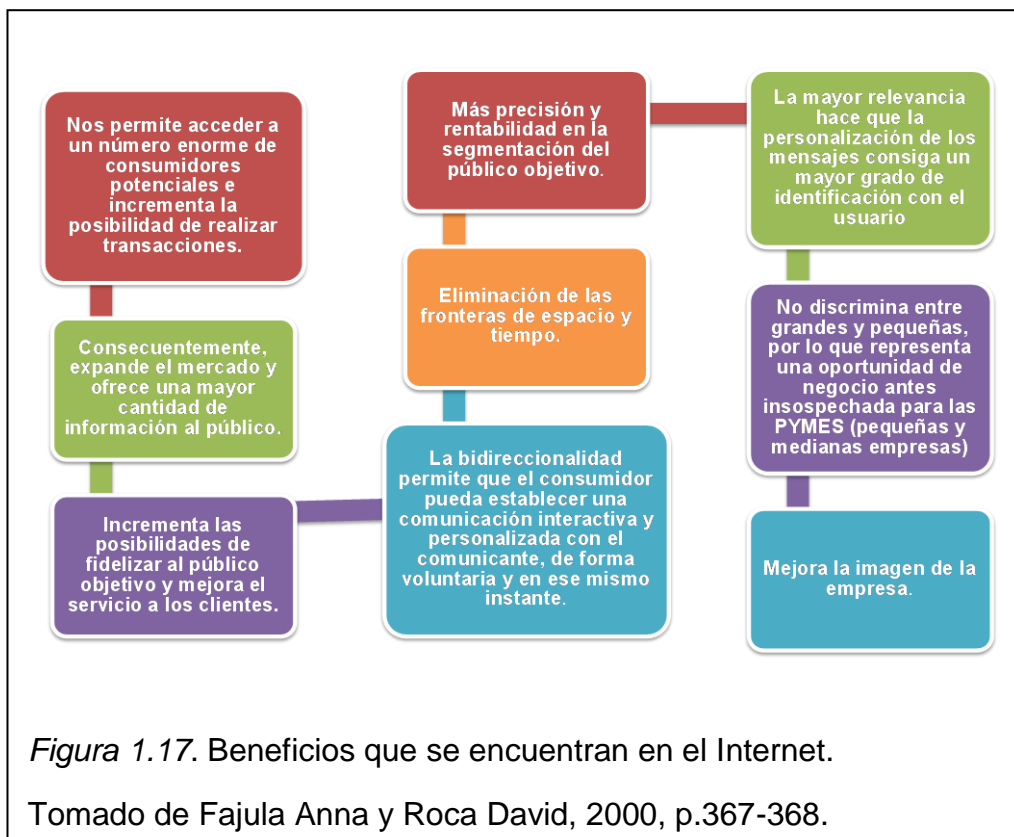 Nos permite acceder a
un número enorme de
consumidores
potenciales e
incrementa la
posibilidad de realizar
transacciones.
Consecuentemente,
expande el mercado y
ofrece una mayor
cantidad de
información al público.
Incrementa las
posibilidades de
fidelizar al público
objetivo y mejora el
servicio a los clientes.
La bidireccionalidad
permite que el consumidor
pueda establecer una
comunicación interactiva y
personalizada con el
comunicante, de forma
voluntaria y en ese mismo
instante.
Eliminación de las
fronteras de espacio y
tiempo.
Más precisión y
rentabilidad en la
segmentación del
público objetivo.
La mayor relevancia
hace que la
personalización de los
mensajes consiga un
mayor grado de
identificación con el
usuario
No discrimina entre
grandes y pequeñas,
por lo que representa
una oportunidad de
negocio antes
insospechada para las
PYMES (pequeñas y
medianas empresas)
Mejora la imagen de la
empresa.
Figura 1.17. Beneficios que se encuentran en el Internet.
Tomado de Fajula Anna y Roca David, 2000, p.367-368.